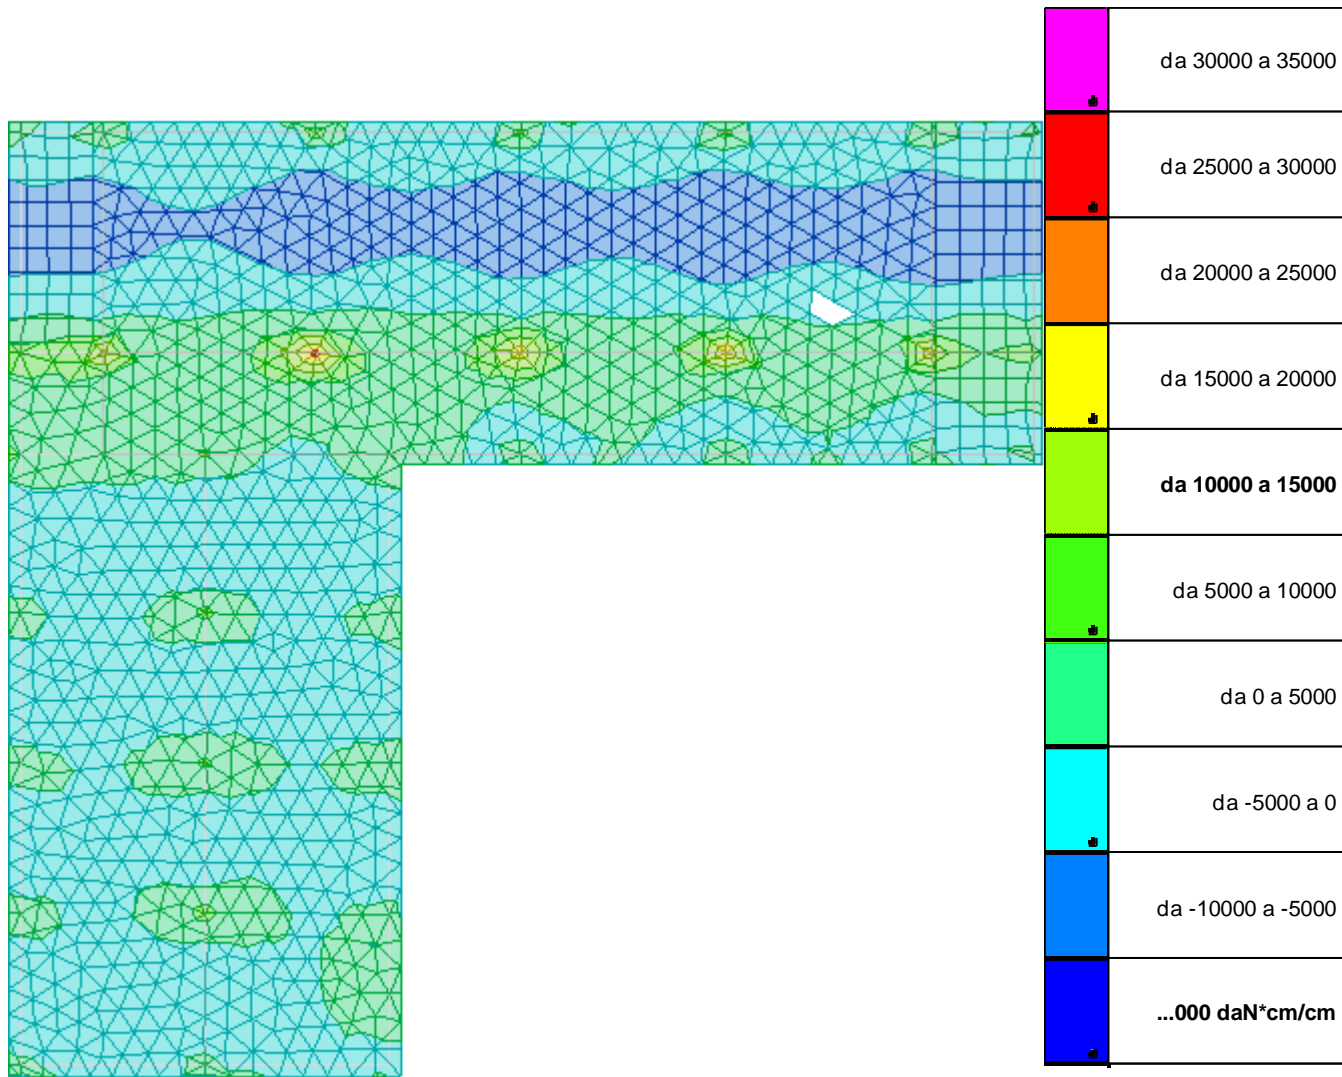 da 30000 a 35000
da 25000 a 30000
da 20000 a 25000
da 15000 a 20000
da 10000 a 15000
da 5000 a 10000
da 0 a 5000
da -5000 a 0
da -10000 a -5000
...000 daN*cm/cm